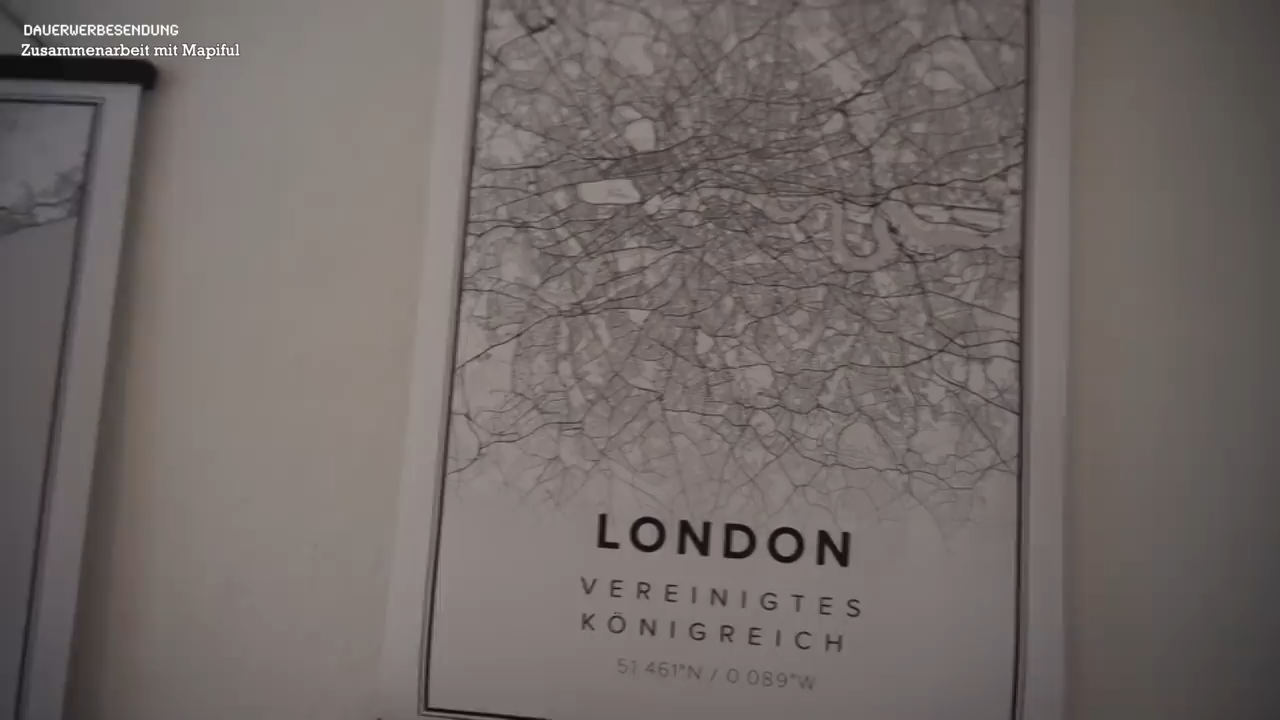 DAUERWERBESENDUNG
Zusammenarbeit mit Mapiful
LONDON
VEREINIGTES
KÖNIGREICH
51.461°N / 0.089°W